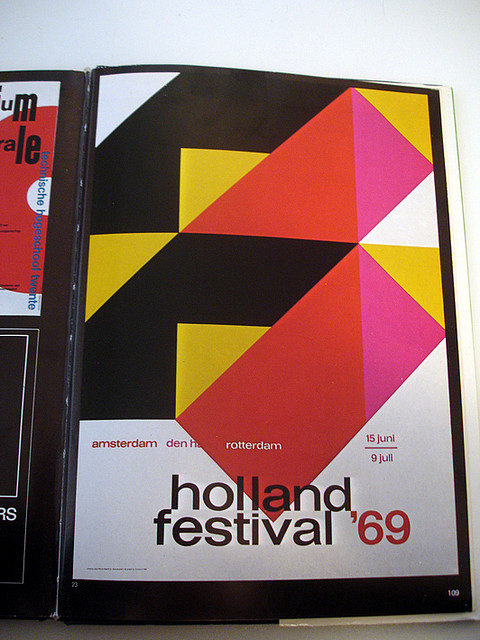 um
rale
technische hogeschool twente
RS
amsterdam den h rotterdam
15 juni
9 juli
holland
festival '69
23
109